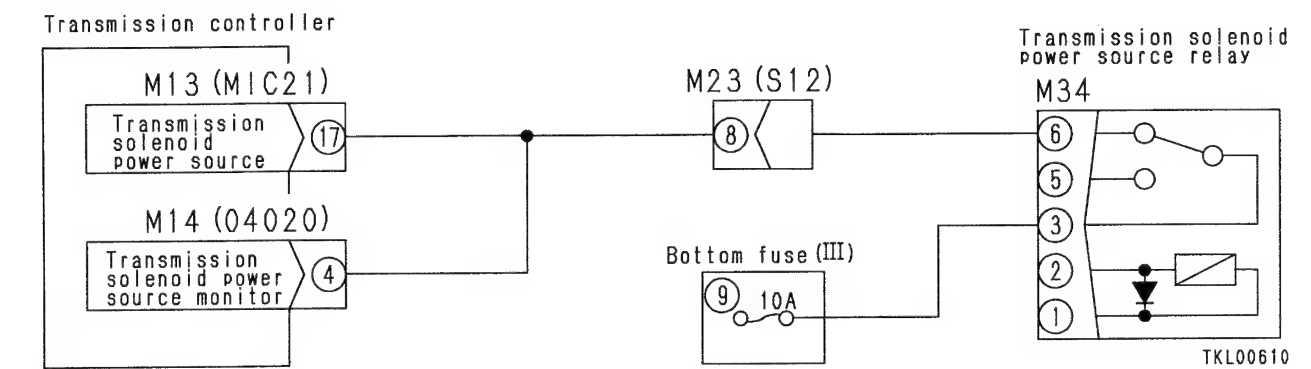 Transmission controller
Transmission solenoid
power source relay
M13 (MIC21)
M23 (S12)
M34
Transmission
solenoid
power source
17
8
6
5
3
2
1
M14 (04020)
Transmission
solenoid power
source monitor
4
Bottom fuse (III)
9
10A
TKL00610